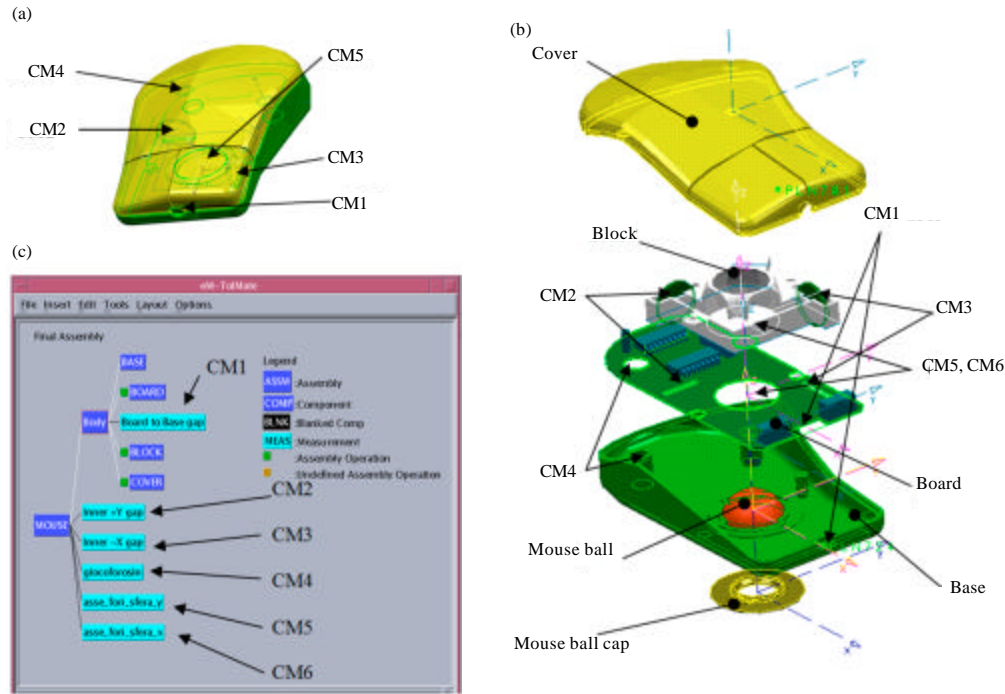 (a)
CM5
CM4
CM2
CM3
CM1
(b)
Cover
Y
X
Z
CM1
Block
CM2
CM3
CM5, CM6
CM4
Board
Mouse ball
Base
Mouse ball cap
X
(c)
eM-TolMate
File Insert Edit Tools Layout Options
Final Assembly
BASE
CM1
Legend
BOARD
ASSM :Assembly
Body
Board to Base gap
COMP :Component
BLNK :Blanked Comp
MEAS :Measurement
BLOCK
:Assembly Operation
COVER
:Undefined Assembly Operation
CM2
Inner +Y gap
MOUSE
CM3
Inner -X gap
CM4
asse_fori_sfera_y
CM5
asse_fori_sfera_x
CM6